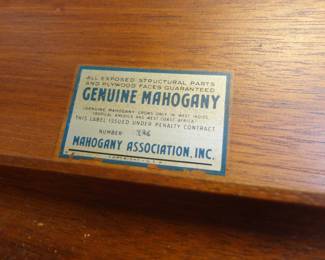 ALL EXPOSED STRUCTURAL PARTS
AND PLYWOOD FACES GUARANTEED
GENUINE MAHOGANY
(GENUINE MAHOGANY GROWS ONLY IN WEST INDIES,
TROPICAL AMERICA AND WEST COAST AFRICA)
THIS LABEL ISSUED UNDER PENALTY CONTRACT
NUMBER
MAHOGANY ASSOCIATION, INC.